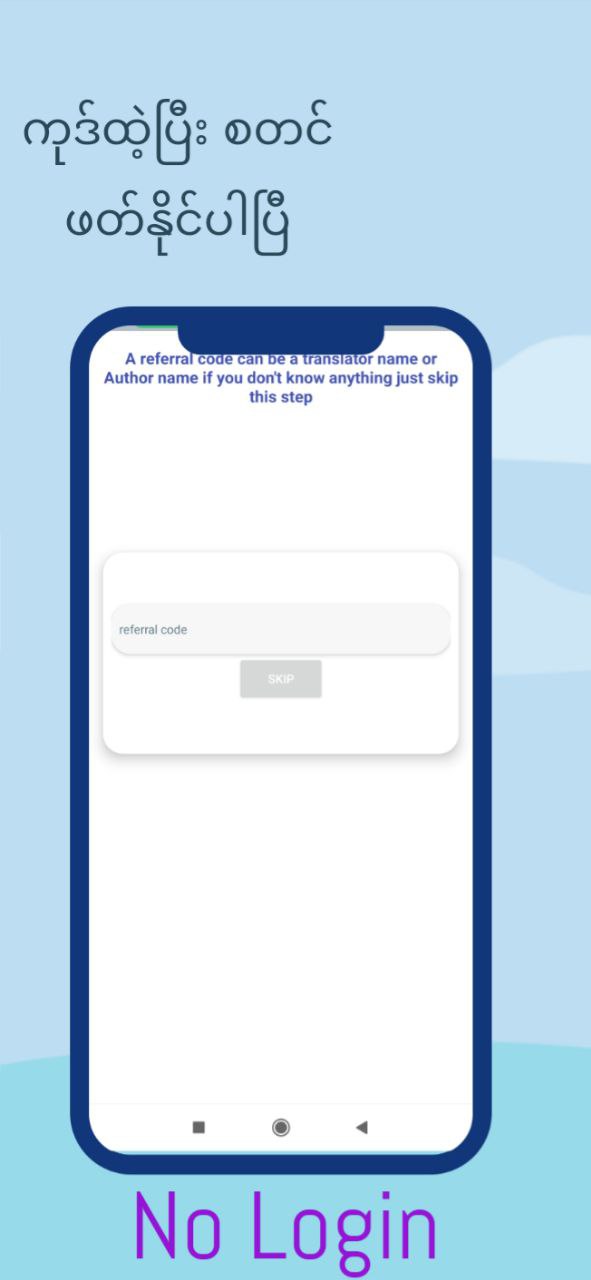 ကုဒ်ထဲ့ပြီး စတင်
ဖတ်နိုင်ပါပြီ
A referral code can be a translator name or
Author name if you don't know anything just skip
this step
referral code
SKIP
No Login